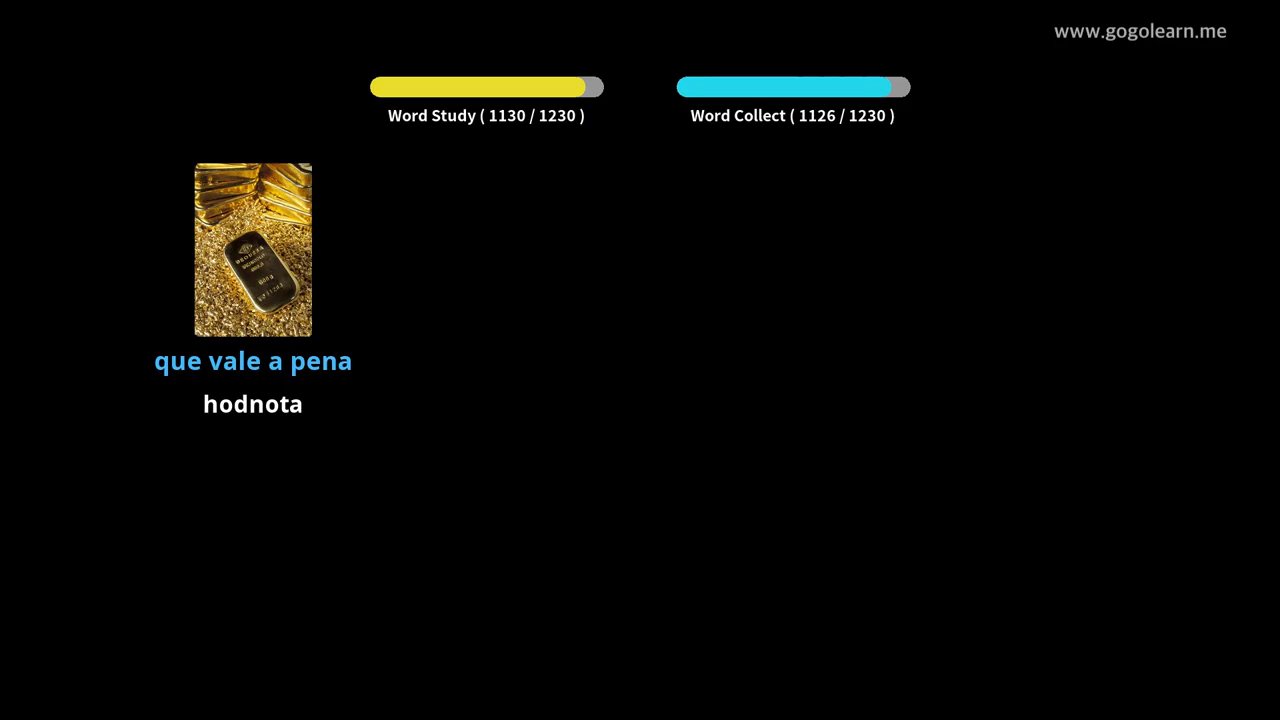 www.gogolearn.me
Word Study ( 1130 / 1230 )
Word Collect ( 1126 / 1230 )
que vale a pena
hodnota